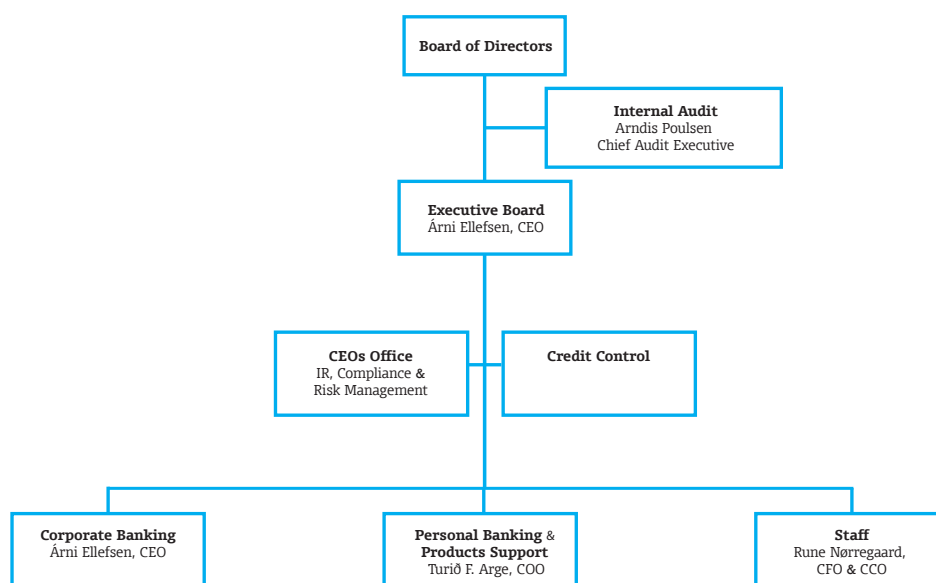 Board of Directors
Internal Audit
Arndis Poulsen
Chief Audit Executive
Executive Board
Árni Ellefsen, CEO
CEOs Office
IR, Compliance &
Risk Management
Credit Control
Corporate Banking
Árni Ellefsen, CEO
Personal Banking &
Products Support
Turið F. Arge, COO
Staff
Rune Nørregaard,
CFO & CCO